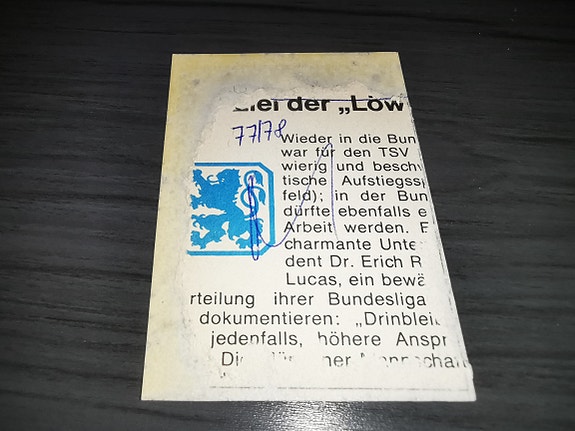 der „Löw
77/78
Wieder in die Bun
war für den TSV
wierig und besch
tische Aufstiegss
feld); in der Bun
dürfte ebenfalls e
Arbeit werden. F
charmante Unte
dent Dr. Erich R
Lucas, ein bewä
rteilung ihrer Bundesliga
dokumentieren: „Drinblei
jedenfalls, höhere Anspr